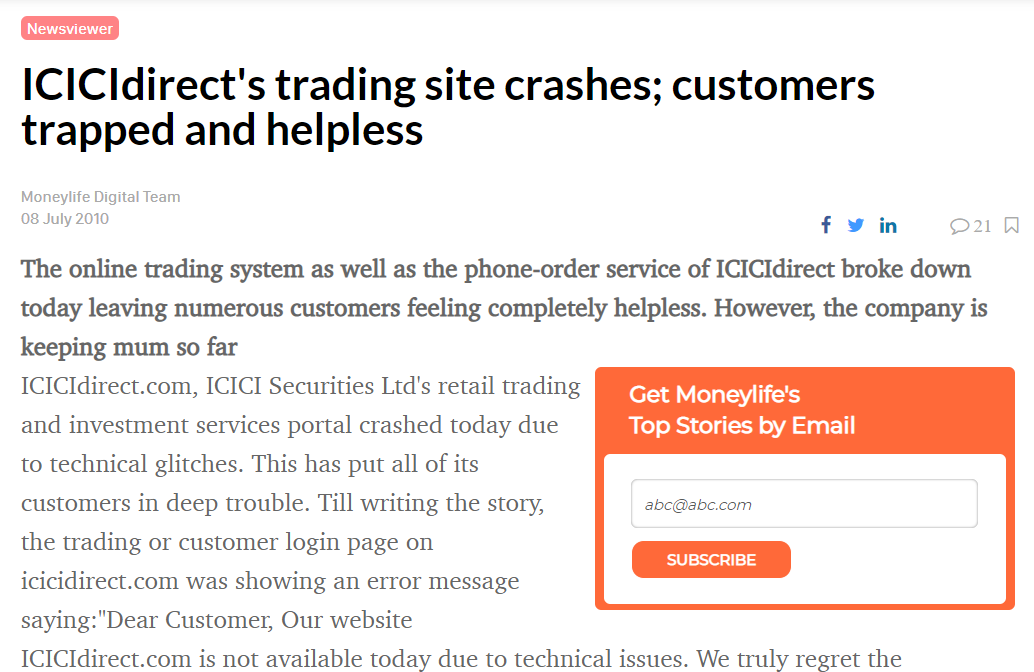 Newsviewer
ICICIdirect's trading site crashes; customers
trapped and helpless
Moneylife Digital Team
08 July 2010
21
The online trading system as well as the phone-order service of ICICIdirect broke down
today leaving numerous customers feeling completely helpless. However, the company is
keeping mum so far
ICICIdirect.com, ICICI Securities Ltd's retail trading
and investment services portal crashed today due
to technical glitches. This has put all of its
customers in deep trouble. Till writing the story,
the trading or customer login page on
icicidirect.com was showing an error message
saying:"Dear Customer, Our website
ICICIdirect.com is not available today due to technical issues. We truly regret the
Get Moneylife's
Top Stories by Email
abc@abc.com
SUBSCRIBE